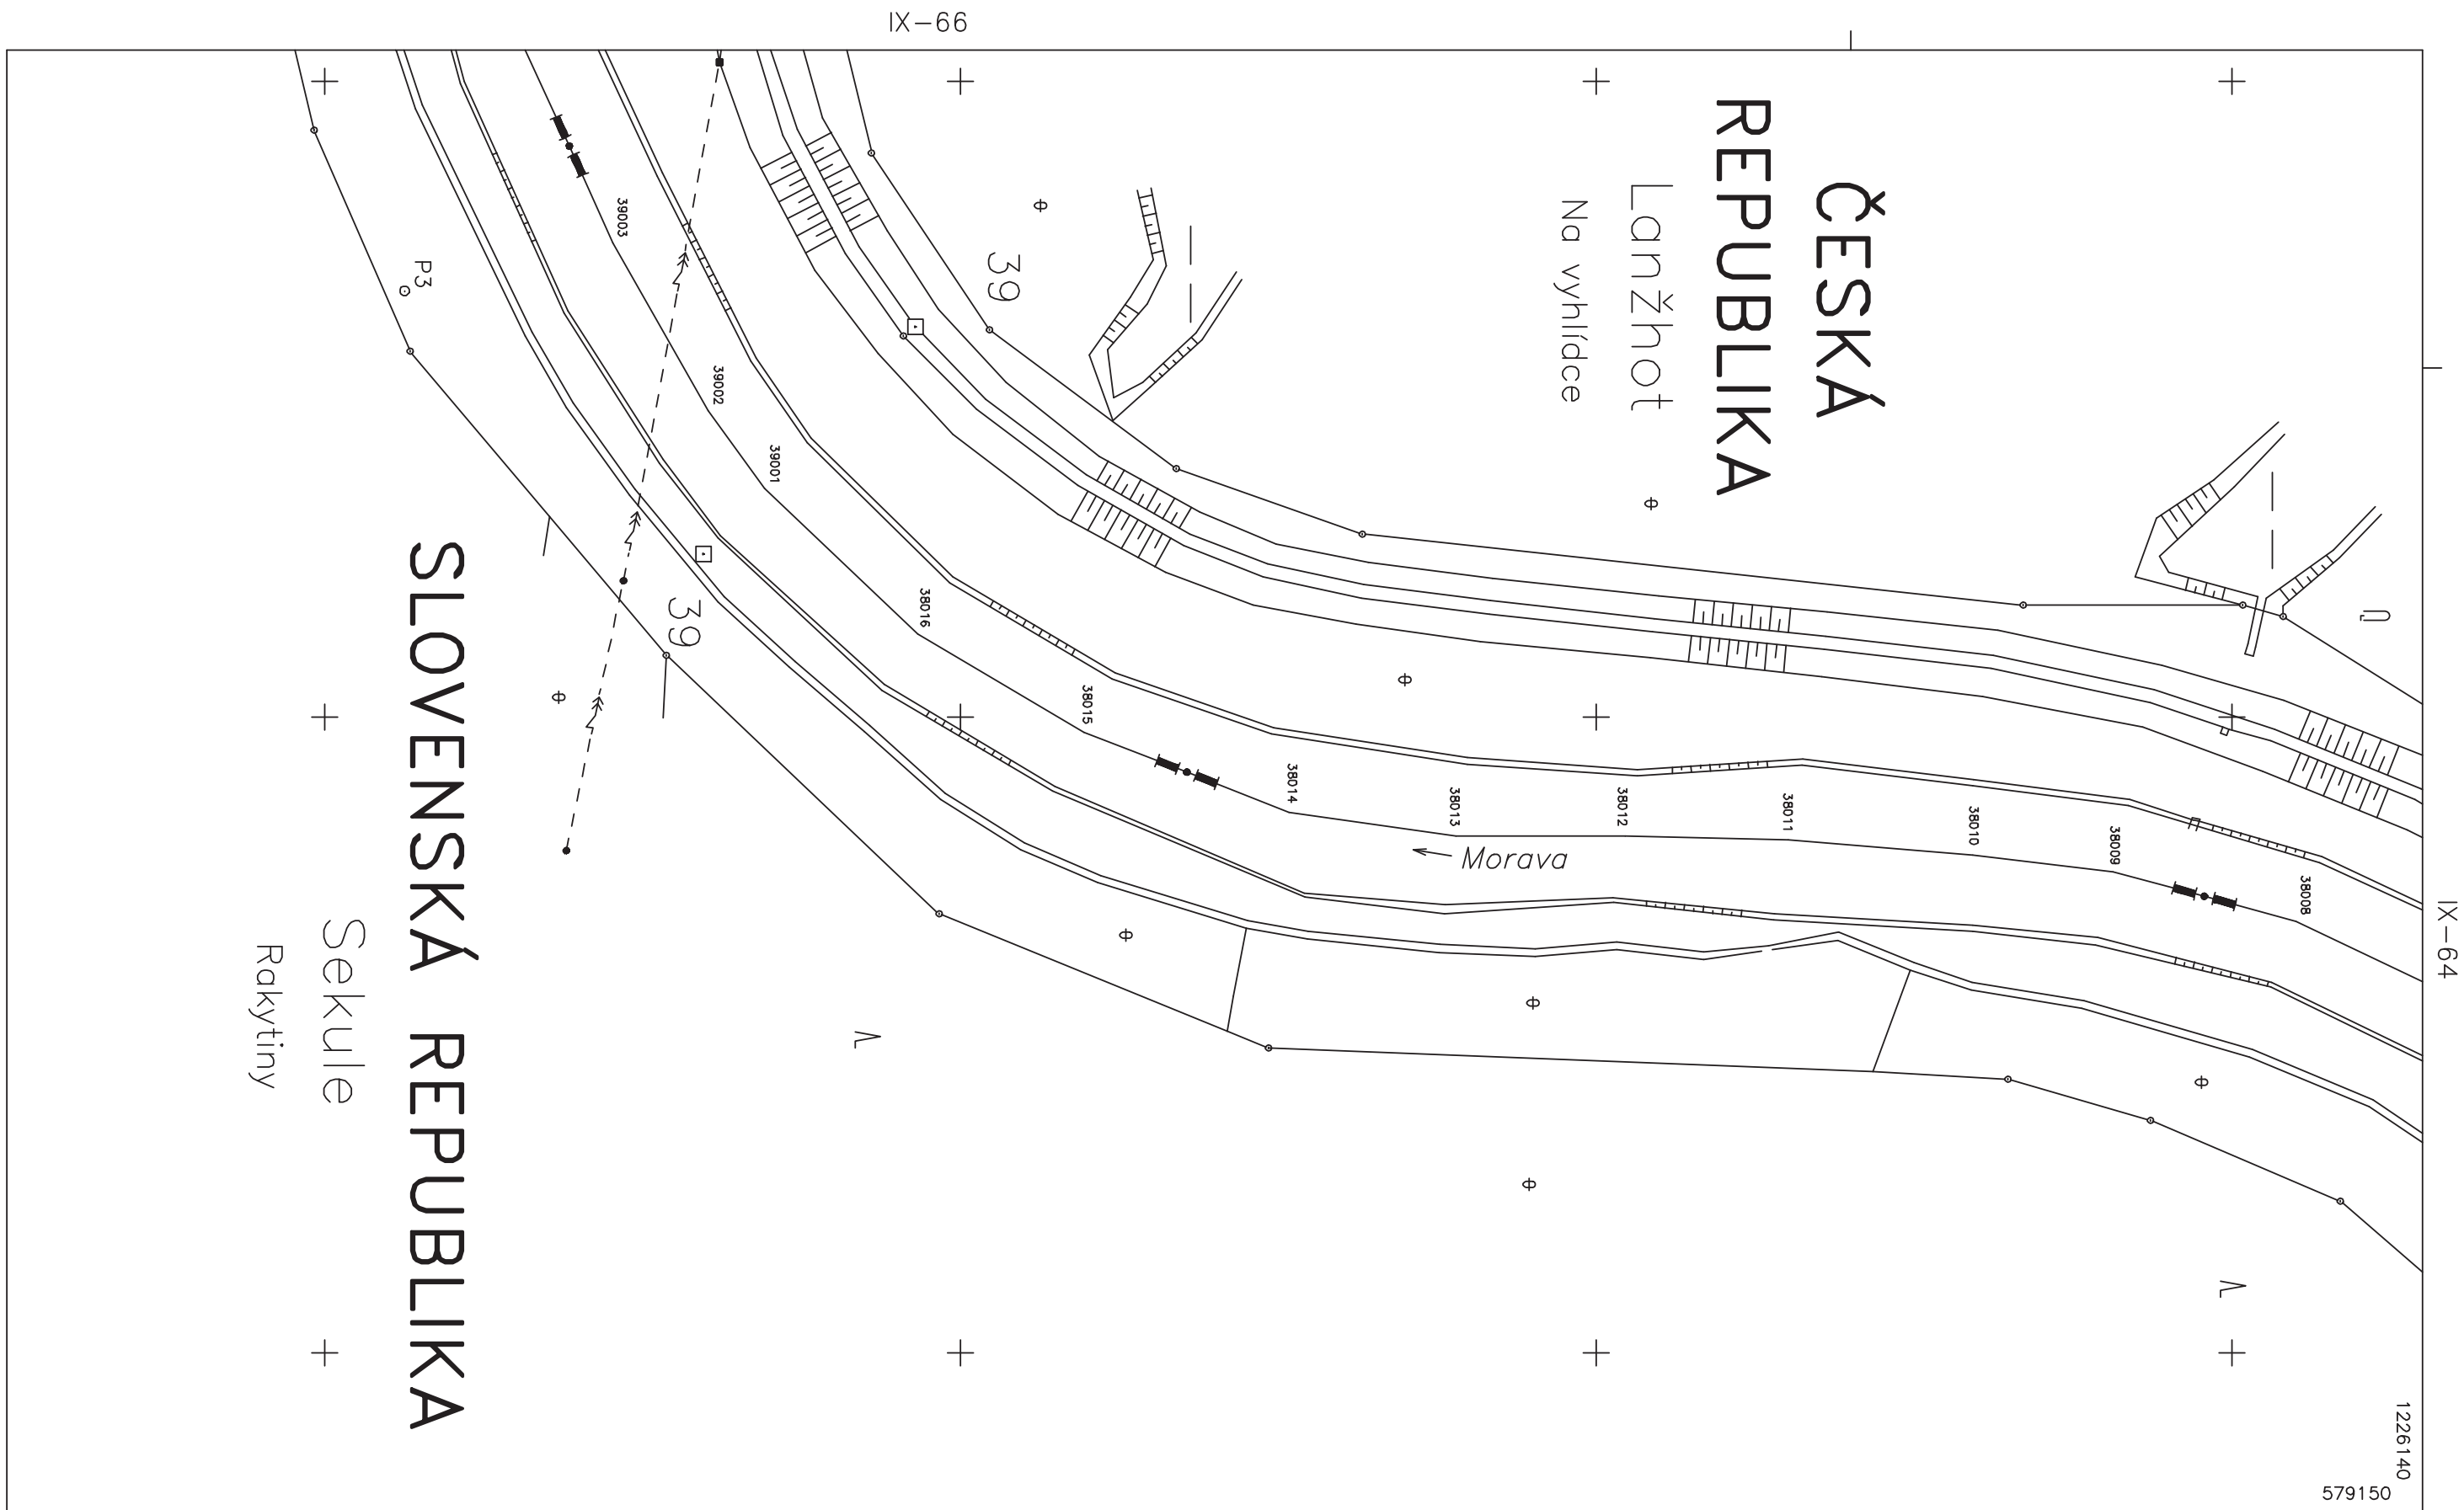 IX-66
ČESKÁ
REPUBLIKA
Lanžhot
Na vyhlídce
39
P3
39003
39002
39001
38016
38015
38014
38013
38012
38011
38010
38009
38008
Morava
39
SLOVENSKÁ REPUBLIKA
Sekule
Rakytiny
IX-64
1226140
579150